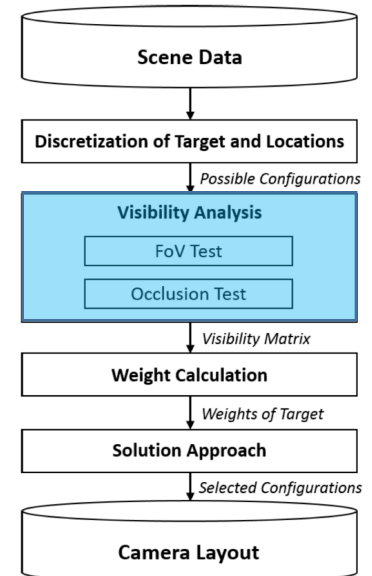 Scene Data
Discretization of Target and Locations
Possible Configurations
Visibility Analysis
FoV Test
Occlusion Test
Visibility Matrix
Weight Calculation
Weights of Target
Solution Approach
Selected Configurations
Camera Layout